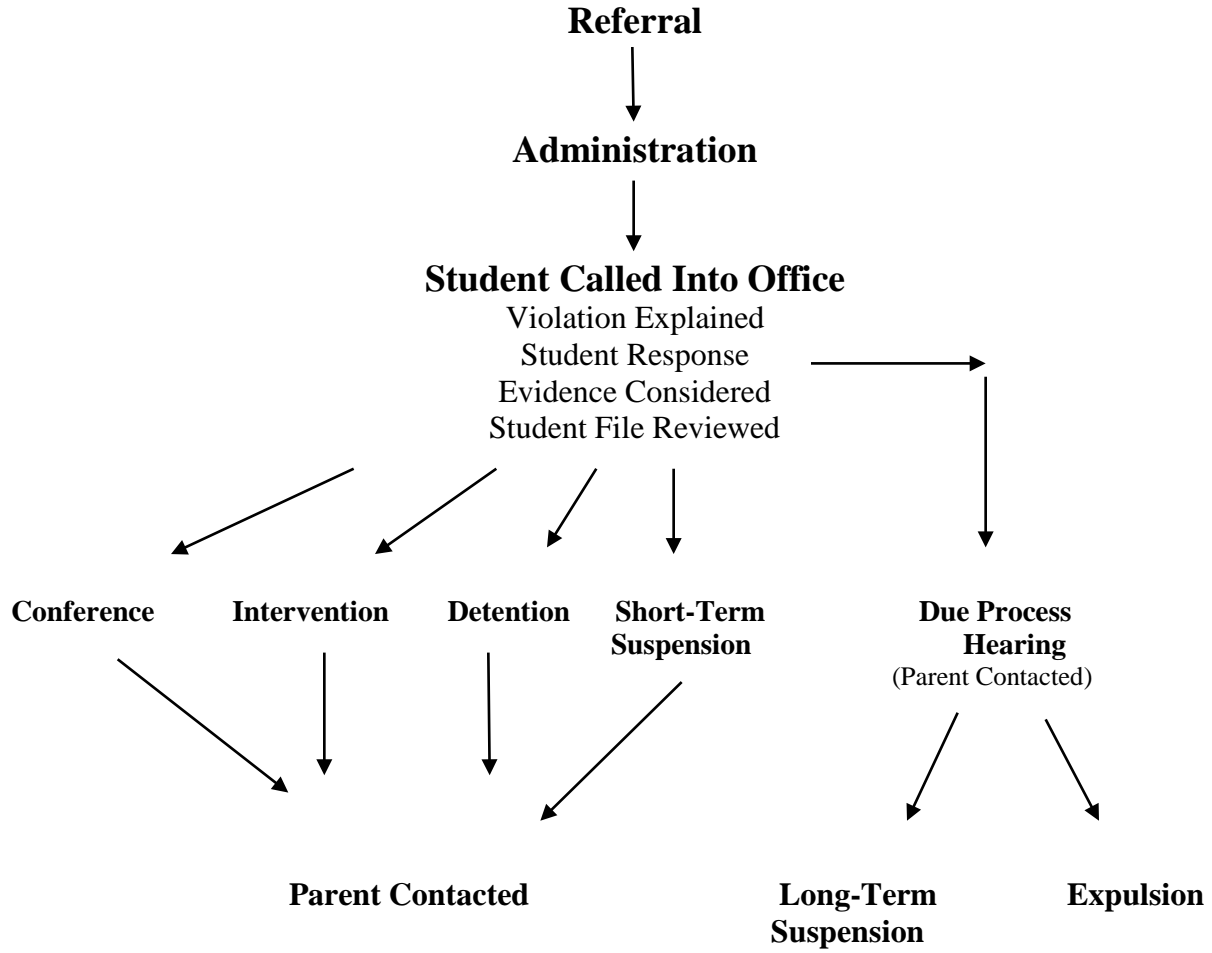 Referral
Administration
Student Called Into Office
Violation Explained
Student Response
Evidence Considered
Student File Reviewed
Conference
Intervention
Detention
Short-Term
Suspension
Due Process
Hearing
(Parent Contacted)
Parent Contacted
Long-Term
Suspension
Expulsion